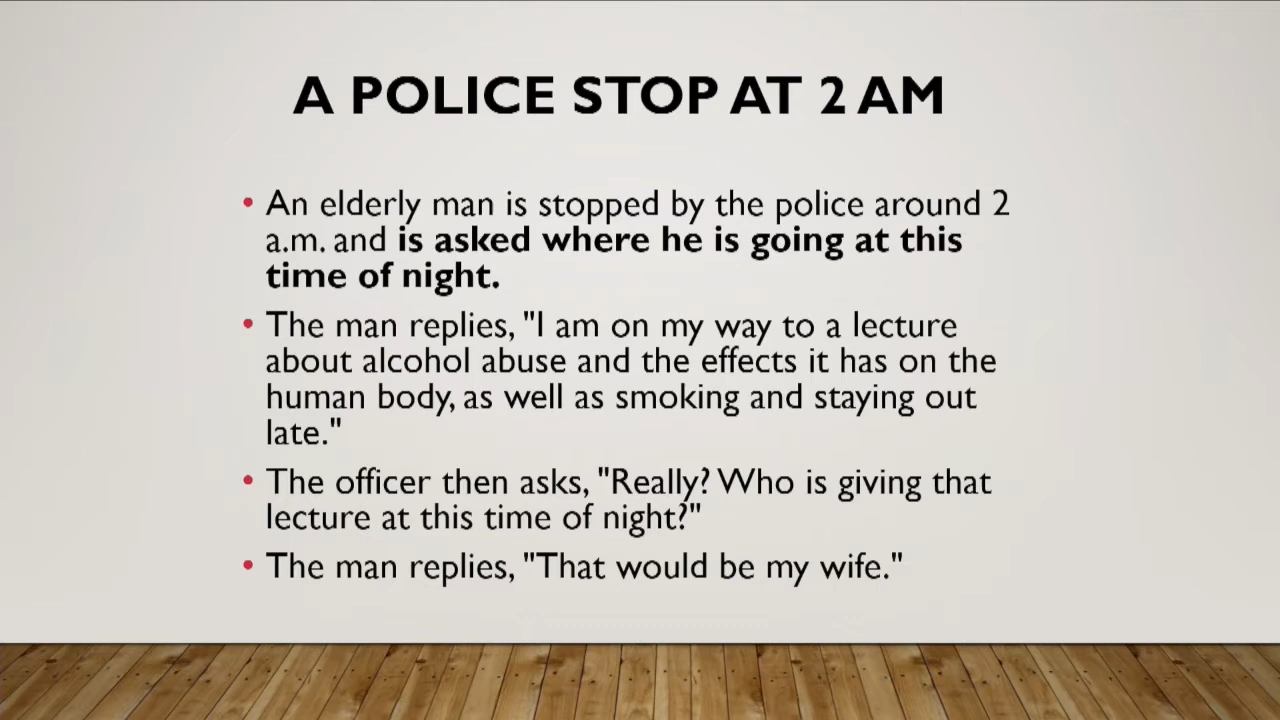 A POLICE STOP AT 2 AM
• An elderly man is stopped by the police around 2
a.m. and is asked where he is going at this
time of night.
• The man replies, "I am on my way to a lecture
about alcohol abuse and the effects it has on the
human body, as well as smoking and staying out
late."
• The officer then asks, "Really? Who is giving that
lecture at this time of night?"
• The man replies, "That would be my wife."